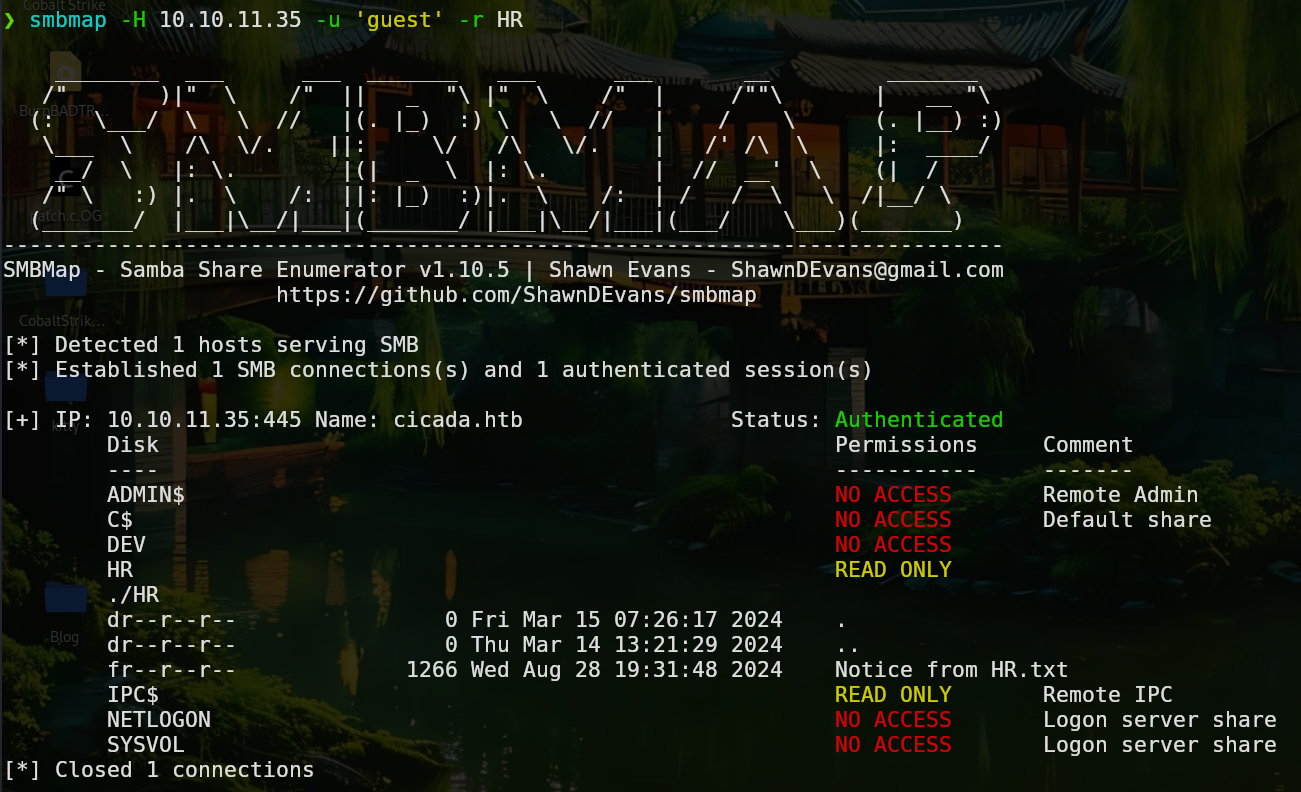 Cobalt Strike
❯ smbmap -H 10.10.11.35 -u 'guest' -r HR
SMBMap - Samba Share Enumerator v1.10.5 | Shawn Evans - ShawnDEvans@gmail.com
https://github.com/ShawnDEvans/smbmap
CobaltStrik...
[*] Detected 1 hosts serving SMB
[*] Established 1 SMB connections(s) and 1 authenticated session(s)
[+] IP: 10.10.11.35:445 Name: cicada.htb Status: Authenticated
kitty
Disk Permissions Comment
---- ----------- -------
ADMIN$ NO ACCESS Remote Admin
C$ NO ACCESS Default share
DEV NO ACCESS
HR READ ONLY
./HR
dr--r--r-- 0 Fri Mar 15 07:26:17 2024 .
Blog
dr--r--r-- 0 Thu Mar 14 13:21:29 2024 ..
fr--r--r-- 1266 Wed Aug 28 19:31:48 2024 Notice from HR.txt
IPC$ READ ONLY Remote IPC
NETLOGON NO ACCESS Logon server share
SYSVOL NO ACCESS Logon server share
[*] Closed 1 connections